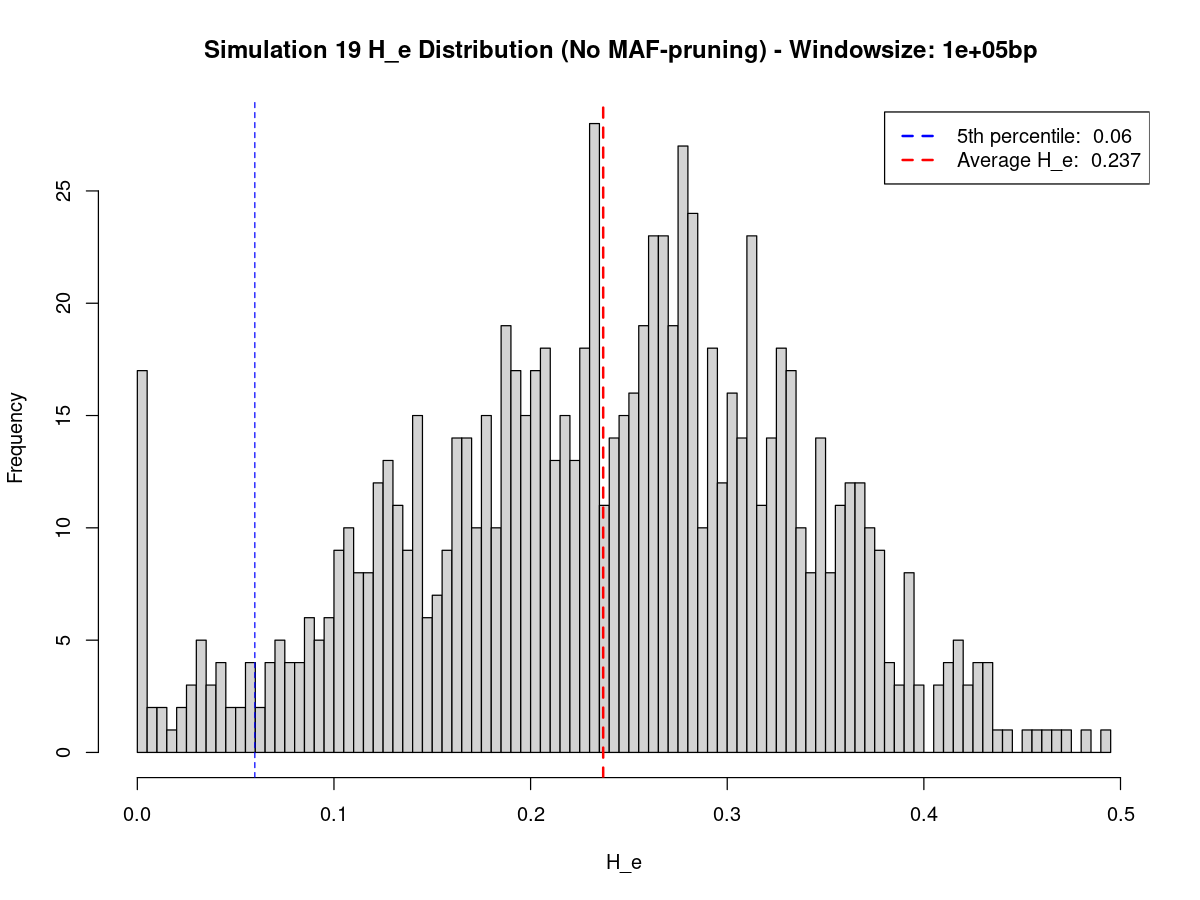 Simulation 19 H_e Distribution (No MAF-pruning) - Windowsize: 1e+05bp
5th percentile:  0.06
Average H_e:  0.237
Frequency
25
20
15
10
5
0
0.0 0.1 0.2 0.3 0.4 0.5
H_e